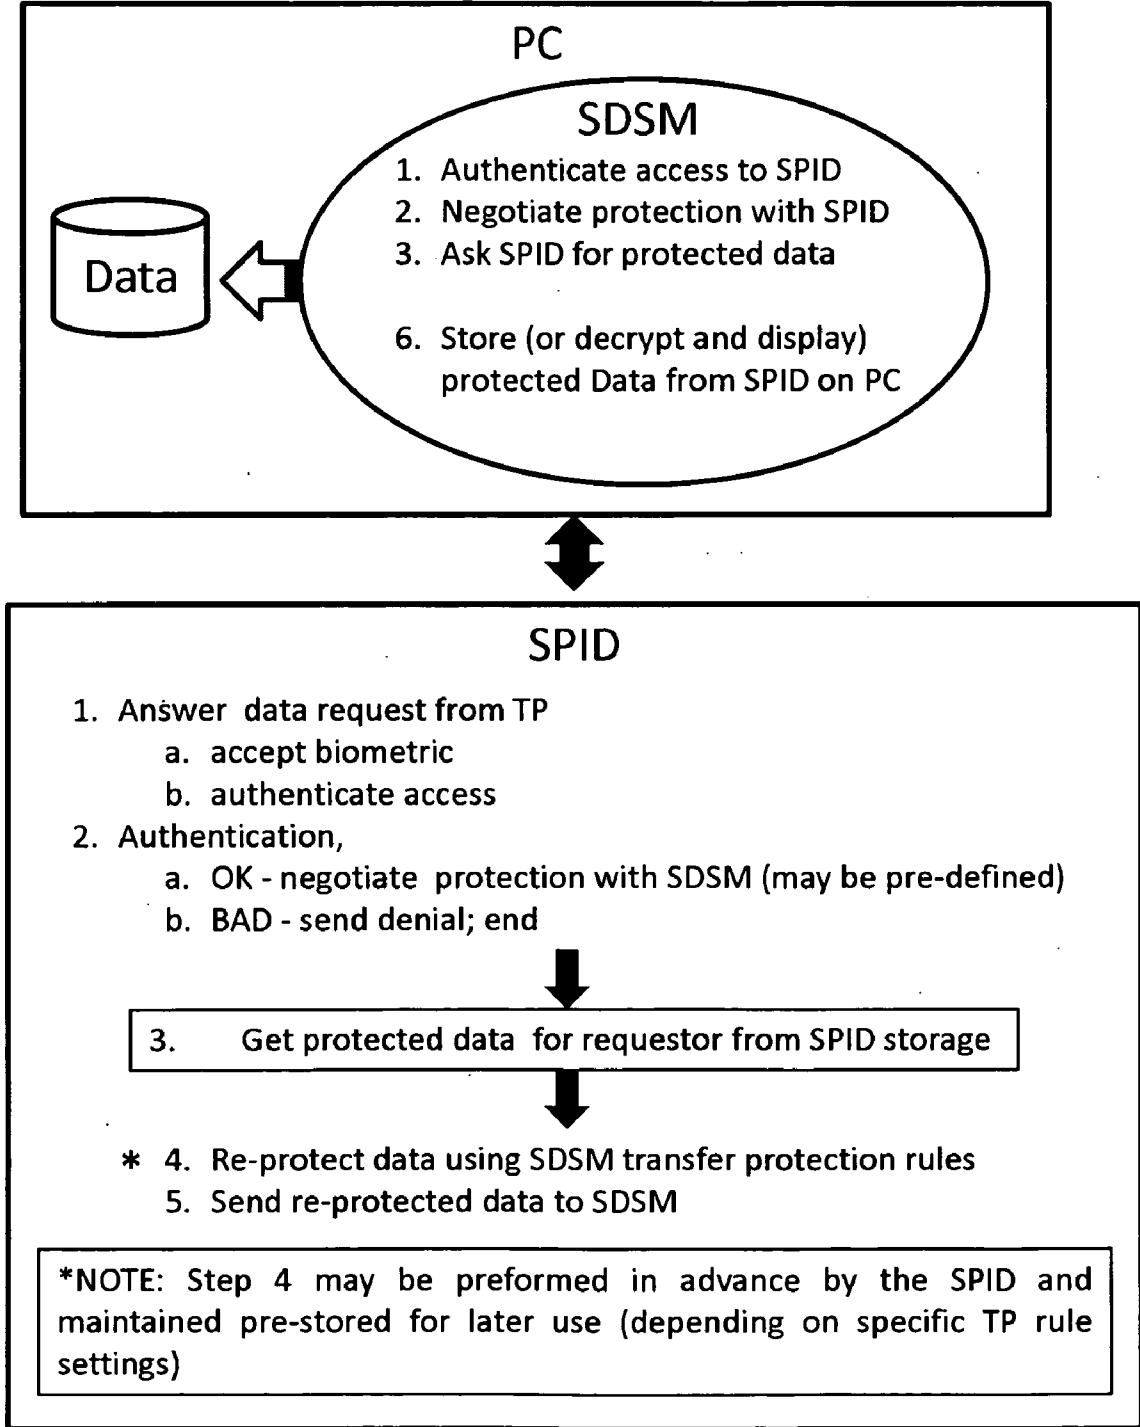 PC
SDSM
1. Authenticate access to SPID
2. Negotiate protection with SPID
3. Ask SPID for protected data
Data
6. Store (or decrypt and display)
protected Data from SPID on PC
SPID
1. Answer data request from TP
a. accept biometric
b. authenticate access
2. Authentication,
a. OK - negotiate protection with SDSM (may be pre-defined)
b. BAD - send denial; end
3. Get protected data for requestor from SPID storage
* 4. Re-protect data using SDSM transfer protection rules
5. Send re-protected data to SDSM
*NOTE: Step 4 may be preformed in advance by the SPID and
maintained pre-stored for later use (depending on specific TP rule
settings)